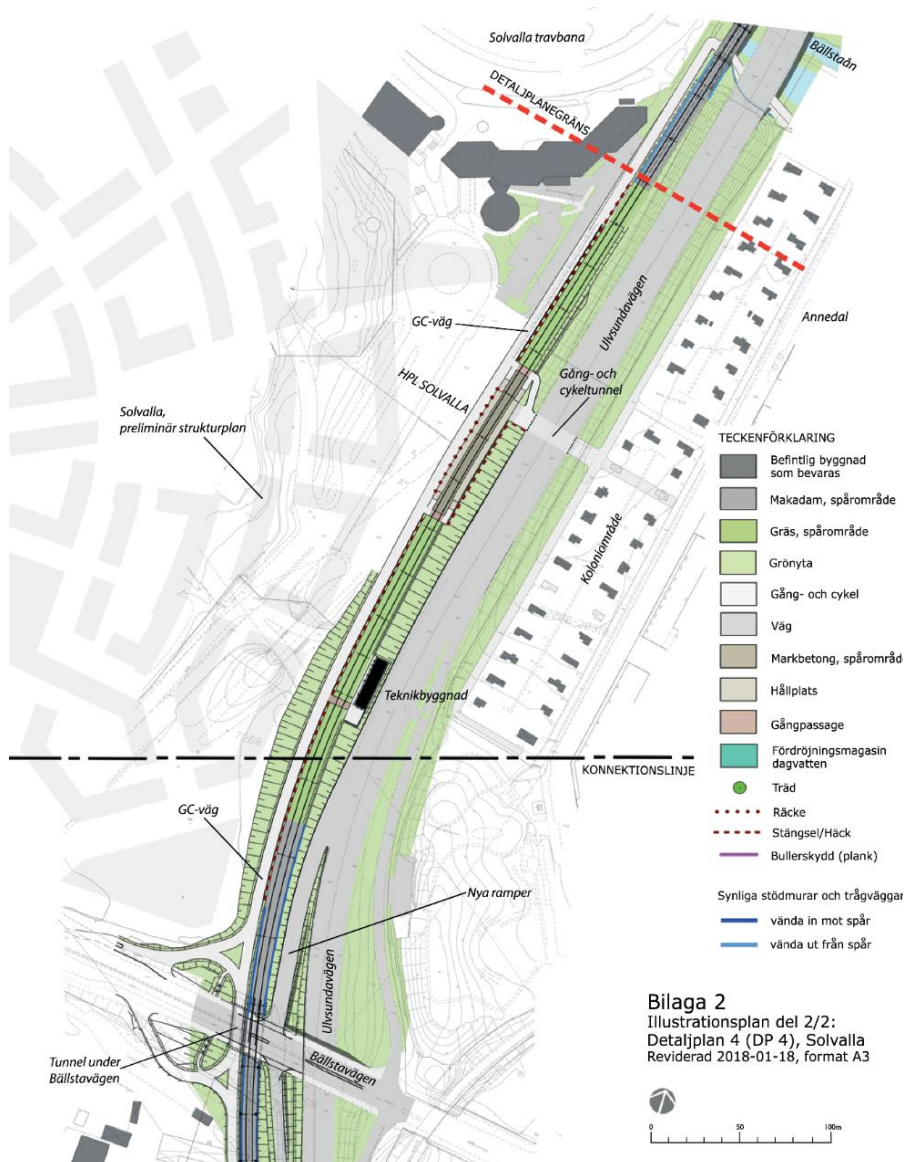 Solvalla travbana
Bällstaån
DETALJPLANEGRÄNS
Ulvsundavägen
Annedal
GC-väg
HPL SOLVALLA
Gång- och
cykeltunnel
Solvalla,
preliminär strukturplan
Koloniområde
Teknikbyggnad
KONNEKTIONSLINJE
GC-väg
Nya ramper
Ulvsundavägen
Tunnel under
Bällstavägen
Bällstavägen
TECKENFÖRKLARING
Befintlig byggnad
som bevaras
Makadam, spårområde
Gräs, spårområde
Grönyta
Gång- och cykel
Väg
Markbetong, spårområde
Hållplats
Gångpassage
Fördröjningsmagasin
dagvatten
Träd
Räcke
Stängsel/Häck
Bullerskydd (plank)
Synliga stödmurar och trågväggar
vända in mot spår
vända ut från spår
Bilaga 2
Illustrationsplan del 2/2:
Detaljplan 4 (DP 4), Solvalla
Reviderad 2018-01-18, format A3
0 50 100m